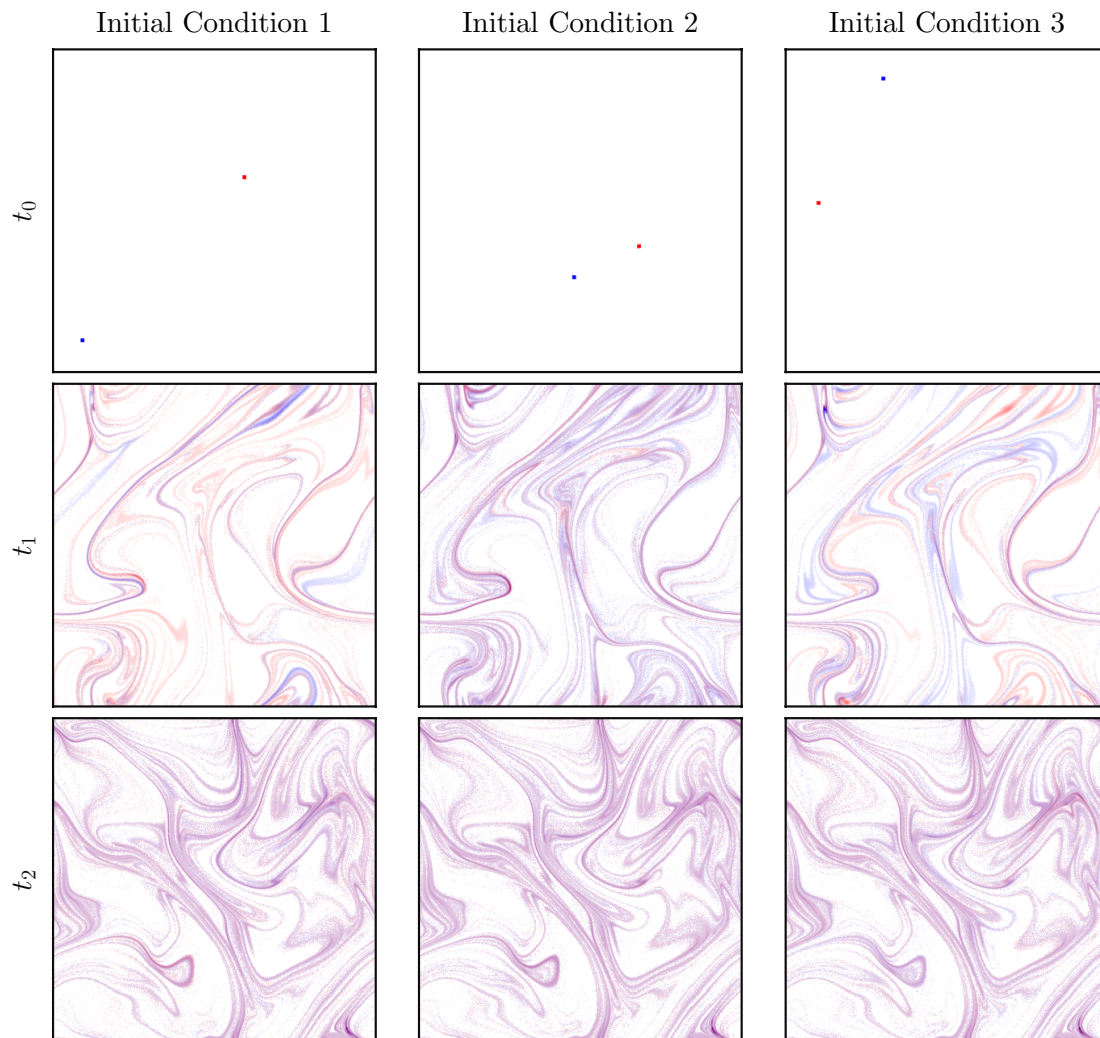 Initial Condition 1
Initial Condition 2
Initial Condition 3
t₀
t₁
t₂